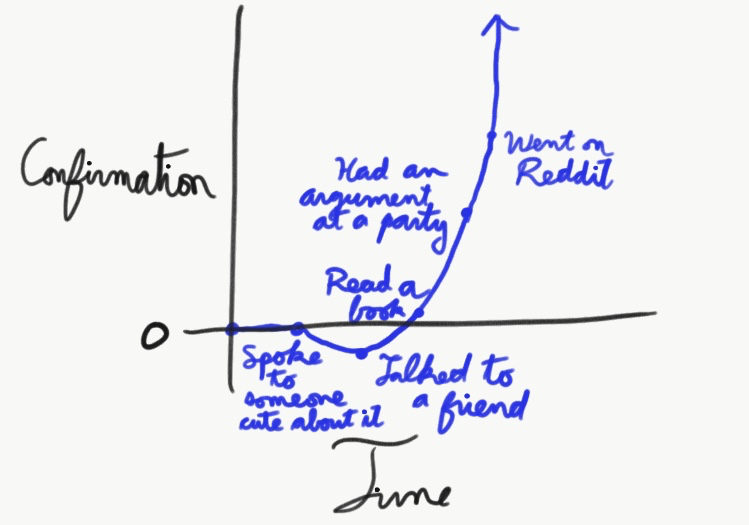 Confirmation
Went on
Reddit
Had an
argument
at a party
Read a
book
0
Spoke
to
someone
cute about it
Talked to
a friend
Time